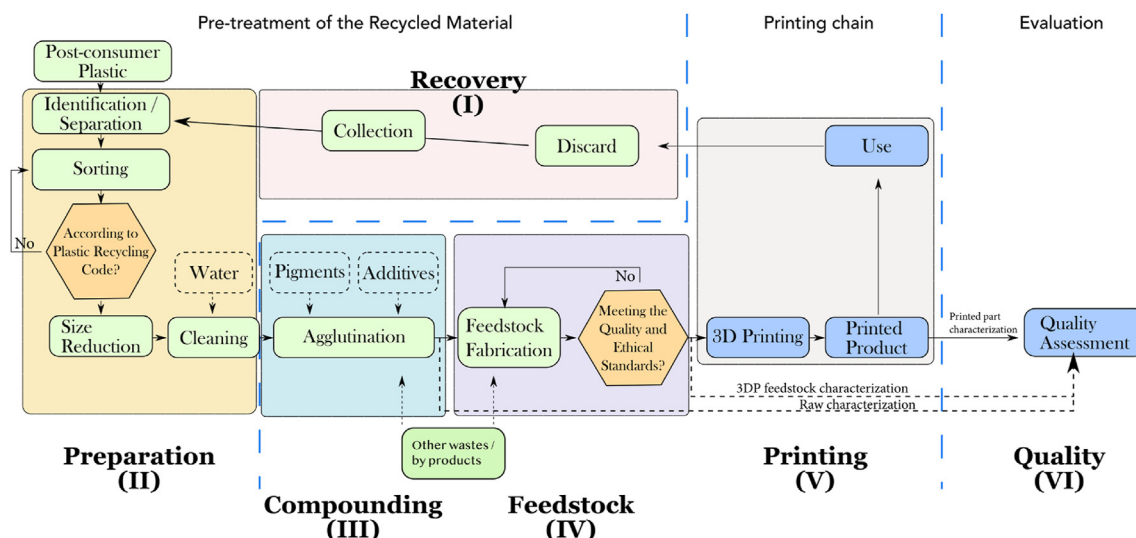 Pre-treatment of the Recycled Material
Printing chain
Evaluation
Post-consumer
Plastic
Recovery
(I)
Identification /
Separation
Collection
Discard
Use
Sorting
No
According to
Plastic Recycling
Code?
Water
Pigments
Additives
No
Size
Reduction
Cleaning
Agglutination
Feedstock
Fabrication
Meeting the
Quality and
Ethical
Standards?
3D Printing
Printed
Product
Printed part
characterization
Quality
Assessment
3DP feedstock characterization
Raw characterization
Other wastes /
by products
Preparation
(II)
Compounding
(III)
Feedstock
(IV)
Printing
(V)
Quality
(VI)